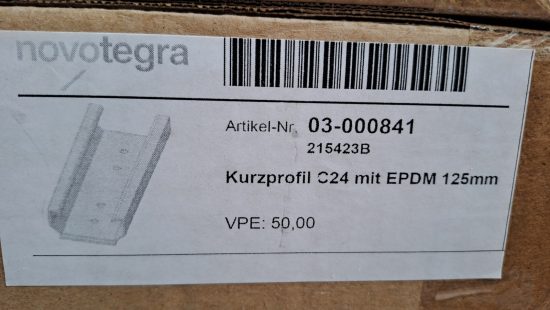 novotegra
Artikel-Nr. 03-000841
215423B
Kurzprofil C24 mit EPDM 125mm
VPE: 50,00